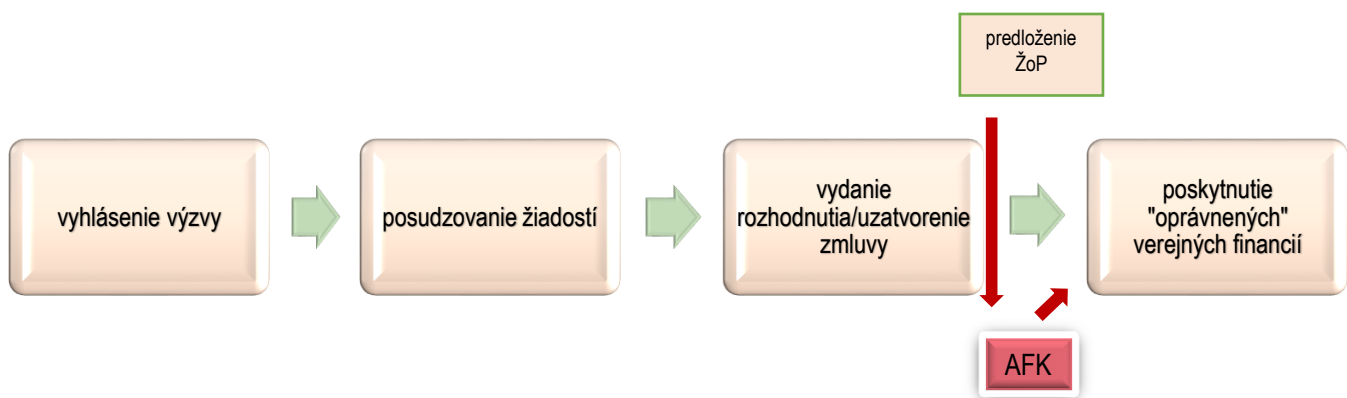 predloženie
ŽoP
vyhlásenie výzvy
posudzovanie žiadostí
vydanie
rozhodnutia/uzatvorenie
zmluvy
poskytnutie
"oprávnených"
verejných financií
AFK